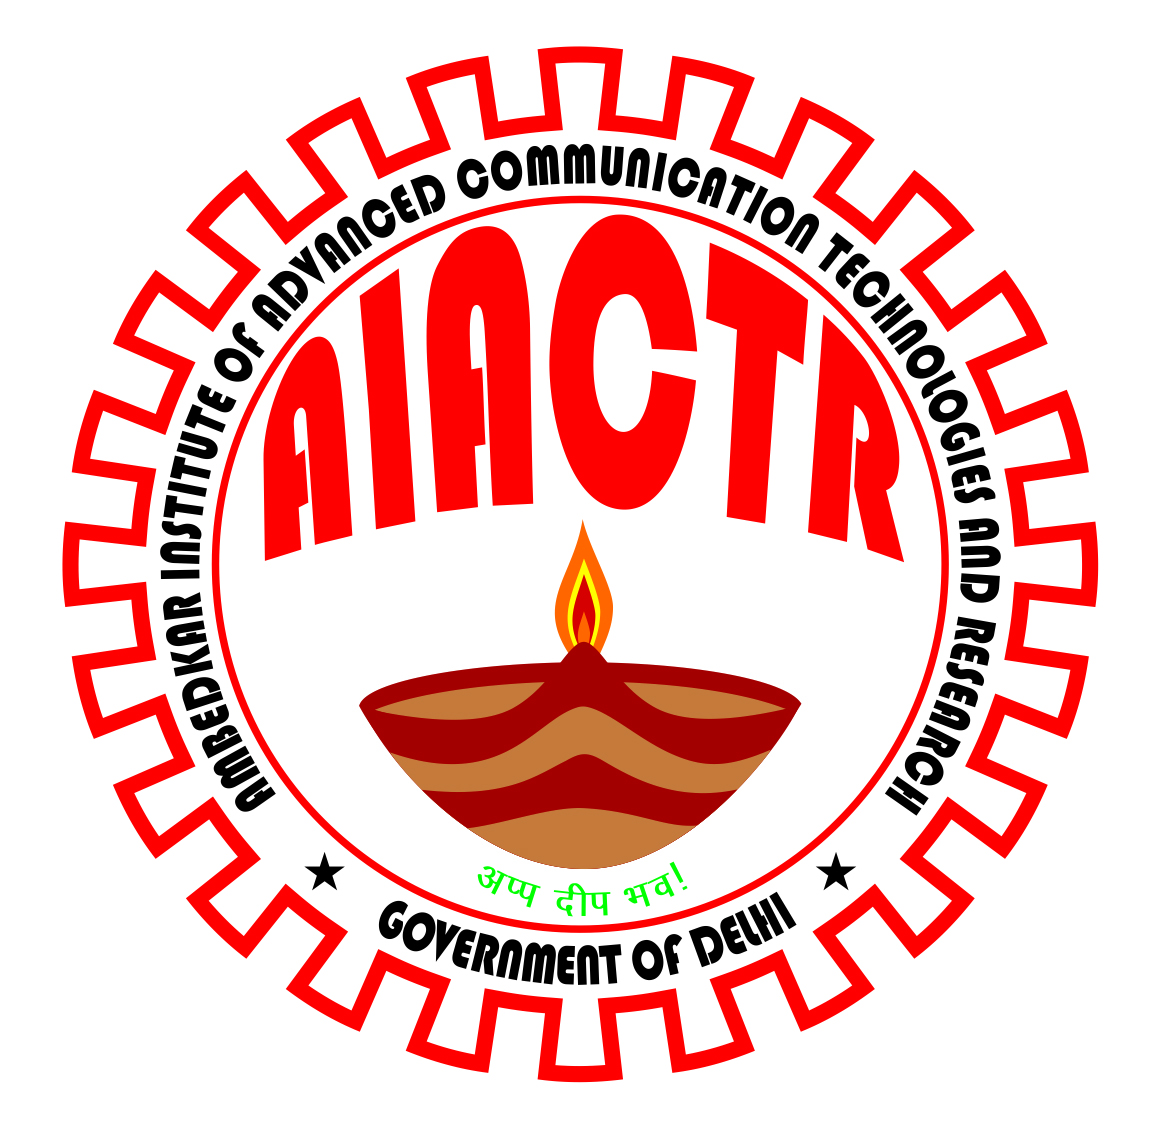 AMBEDKAR INSTITUTE OF ADVANCED COMMUNICATION TECHNOLOGIES AND RESEARCH
AIACTR
अप्प दीप भव!
GOVERNMENT OF DELHI